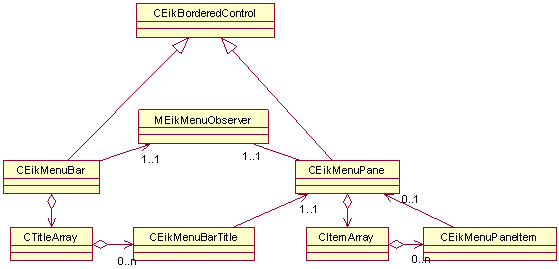 CEikBorderedControl
MEikMenuObserver
1..1
1..1
CEikMenuBar
CEikMenuPane
1..1
0..1
CTitleArray
CEikMenuBarTitle
CItemArray
CEikMenuPaneItem
0..n
0..n